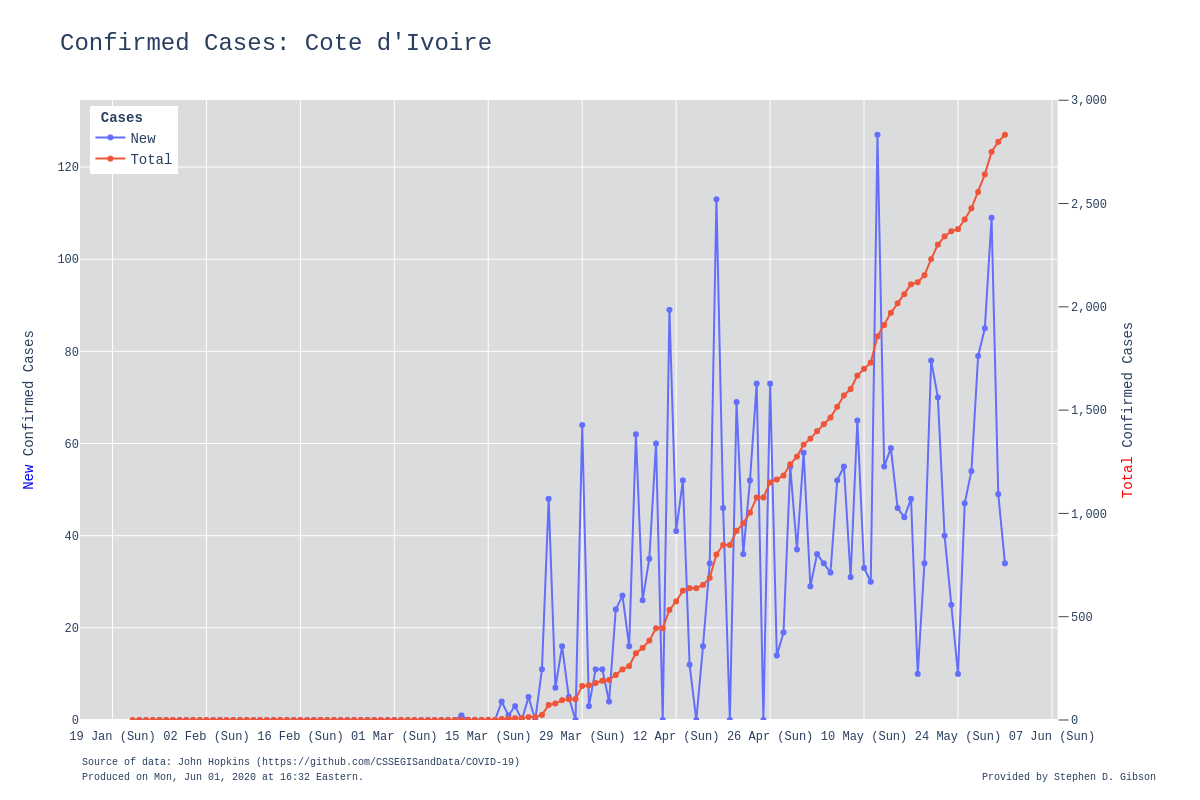 Confirmed Cases: Cote d'Ivoire
Cases
New
Total
120
100
80
60
40
20
0
3,000
2,500
2,000
1,500
1,000
500
0
New Confirmed Cases
Total Confirmed Cases
19 Jan (Sun) 02 Feb (Sun) 16 Feb (Sun) 01 Mar (Sun) 15 Mar (Sun) 29 Mar (Sun) 12 Apr (Sun) 26 Apr (Sun) 10 May (Sun) 24 May (Sun) 07 Jun (Sun)
Source of data: John Hopkins (https://github.com/CSSEGISandData/COVID-19)
Produced on Mon, Jun 01, 2020 at 16:32 Eastern.
Provided by Stephen D. Gibson